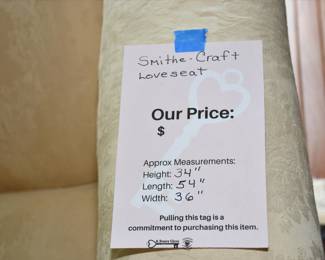 Smithe-Craft
Loveseat
Our Price:
$
Approx Measurements:
Height: 34"
Length: 54"
Width: 36"
Pulling this tag is a
commitment to purchasing this item.